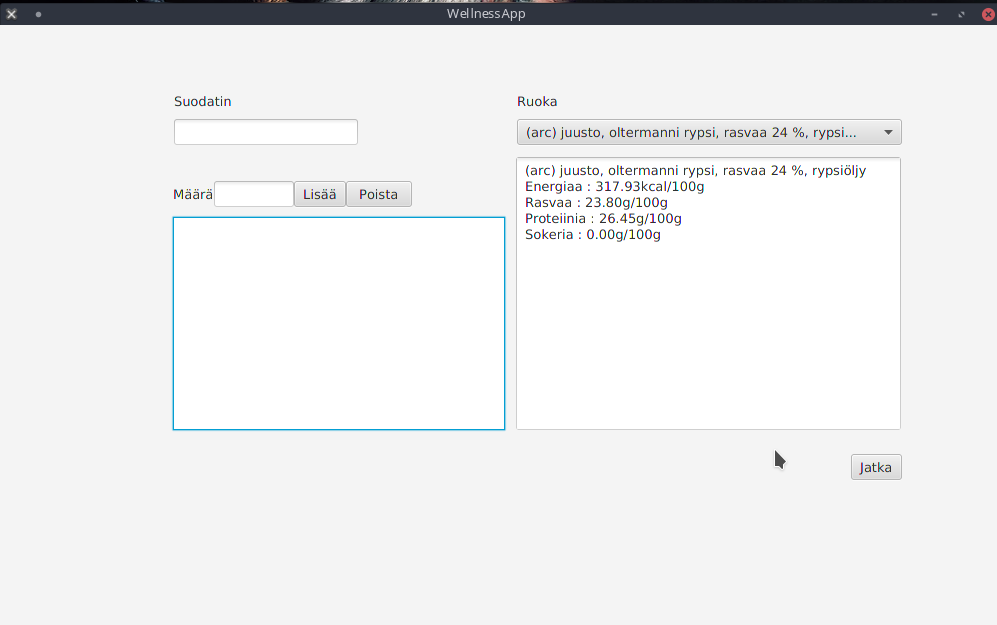 WellnessApp
Suodatin
Ruoka
(arc) juusto, oltermanni rypsi, rasvaa 24 %, rypsi...
Määrä
Lisää
Poista
(arc) juusto, oltermanni rypsi, rasvaa 24 %, rypsiöljy
Energiaa : 317.93kcal/100g
Rasvaa : 23.80g/100g
Proteiinia : 26.45g/100g
Sokeria : 0.00g/100g
Jatka